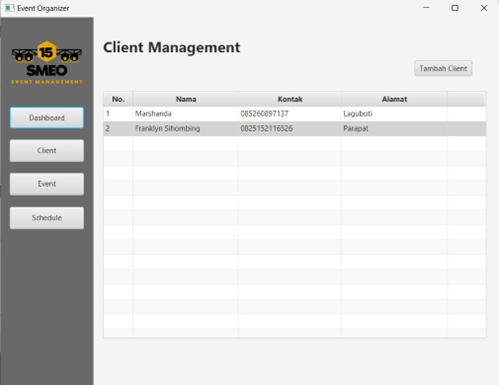 Event Organizer
15
SMEO
EVENT MANAGEMENT
Dashboard
Client
Event
Schedule
Client Management
Tambah Client
No. Nama Kontak Alamat
1 Marshanda 085260897137 Laguboti
2 Franklyn Sihombing 0825152116526 Parapat